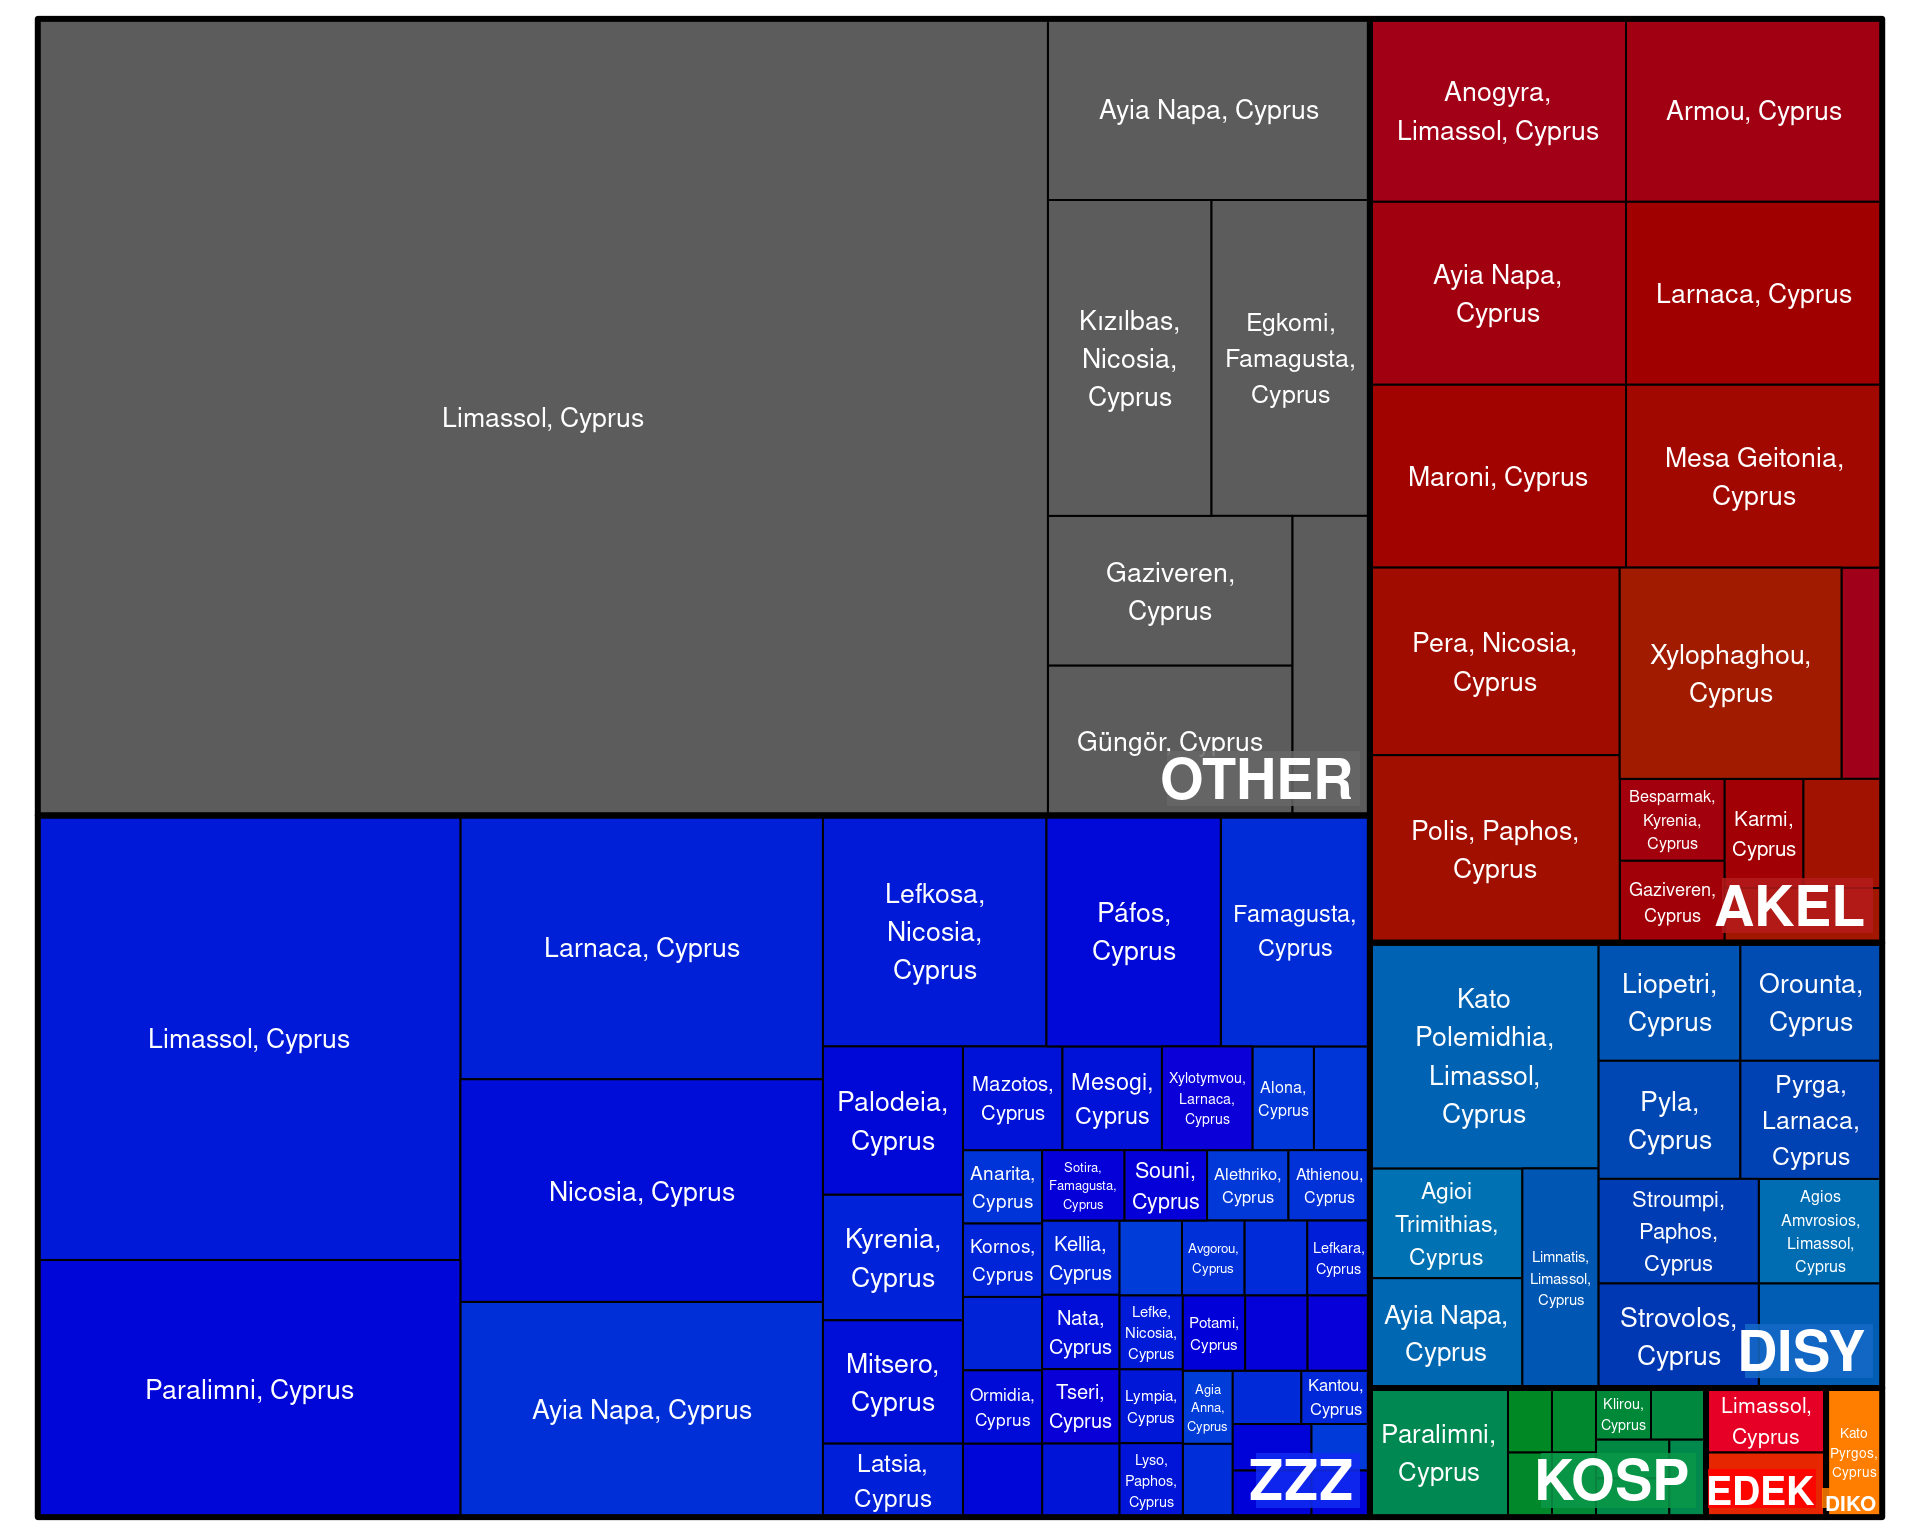 Limassol, Cyprus
Ayia Napa, Cyprus
Kızılbas,
Nicosia,
Cyprus
Egkomi,
Famagusta,
Cyprus
Gaziveren,
Cyprus
Güngör, Cyprus
OTHER
Anogyra,
Limassol, Cyprus
Armou, Cyprus
Ayia Napa,
Cyprus
Larnaca, Cyprus
Maroni, Cyprus
Mesa Geitonia,
Cyprus
Pera, Nicosia,
Cyprus
Xylophaghou,
Cyprus
Polis, Paphos,
Cyprus
Besparmak,
Kyrenia,
Cyprus
Karmi,
Cyprus
Gaziveren,
Cyprus
AKEL
Limassol, Cyprus
Paralimni, Cyprus
Larnaca, Cyprus
Nicosia, Cyprus
Ayia Napa, Cyprus
Lefkosa,
Nicosia,
Cyprus
Páfos,
Cyprus
Famagusta,
Cyprus
Palodeia,
Cyprus
Kyrenia,
Cyprus
Mitsero,
Cyprus
Latsia,
Cyprus
Mazotos,
Cyprus
Mesogi,
Cyprus
Xylotymvou,
Larnaca,
Cyprus
Alona,
Cyprus
Anarita,
Cyprus
Sotira,
Famagusta,
Cyprus
Souni,
Cyprus
Alethriko,
Cyprus
Athienou,
Cyprus
Kornos,
Cyprus
Kellia,
Cyprus
Avgorou,
Cyprus
Lefkara,
Cyprus
Nata,
Cyprus
Lefke,
Nicosia,
Cyprus
Potami,
Cyprus
Ormidia,
Cyprus
Tseri,
Cyprus
Lympia,
Cyprus
Agia
Anna,
Cyprus
Kantou,
Cyprus
Lyso,
Paphos,
Cyprus
ZZZ
Kato
Polemidhia,
Limassol,
Cyprus
Liopetri,
Cyprus
Orounta,
Cyprus
Pyla,
Cyprus
Pyrga,
Larnaca,
Cyprus
Agioi
Trimithias,
Cyprus
Limnatis,
Limassol,
Cyprus
Ayia Napa,
Cyprus
Stroumpi,
Paphos,
Cyprus
Agios
Amvrosios,
Limassol,
Cyprus
Strovolos,
Cyprus
DISY
Paralimni,
Cyprus
Klirou,
Cyprus
KOSP
Limassol,
Cyprus
EDEK
Kato
Pyrgos,
Cyprus
DIKO